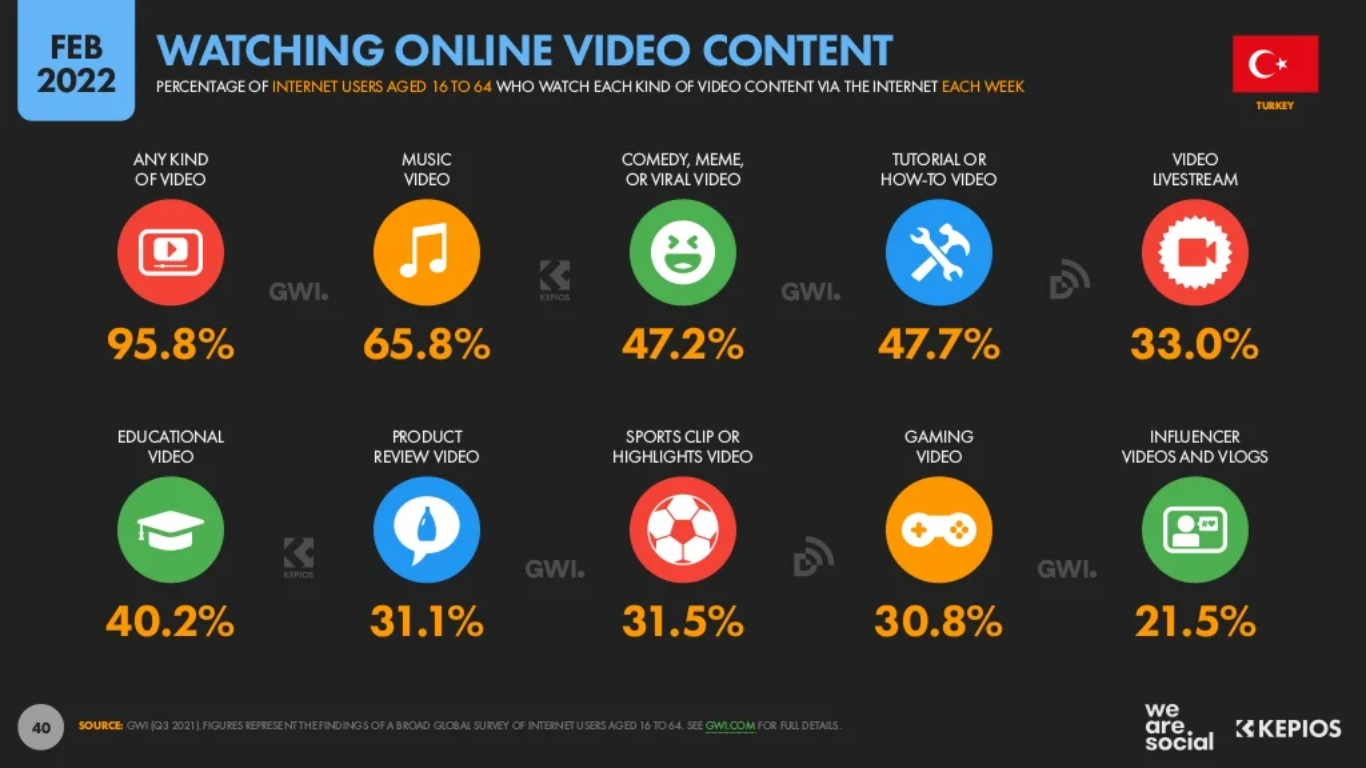 FEB
2022
WATCHING ONLINE VIDEO CONTENT
PERCENTAGE OF INTERNET USERS AGED 16 TO 64 WHO WATCH EACH KIND OF VIDEO CONTENT VIA THE INTERNET EACH WEEK
TURKEY
ANY KIND
OF VIDEO
MUSIC
VIDEO
COMEDY, MEME,
OR VIRAL VIDEO
TUTORIAL OR
HOW-TO VIDEO
VIDEO
LIVESTREAM
GWI.
KEPIOS
GWI.
95.8%
65.8%
47.2%
47.7%
33.0%
EDUCATIONAL
VIDEO
PRODUCT
REVIEW VIDEO
SPORTS CLIP OR
HIGHLIGHTS VIDEO
GAMING
VIDEO
INFLUENCER
VIDEOS AND VLOGS
KEPIOS
GWI.
GWI.
40.2%
31.1%
31.5%
30.8%
21.5%
40
SOURCE: GWI (Q3 2021). FIGURES REPRESENT THE FINDINGS OF A BROAD GLOBAL SURVEY OF INTERNET USERS AGED 16 TO 64. SEE GWI.COM FOR FULL DETAILS.
we
are
social
KEPIOS